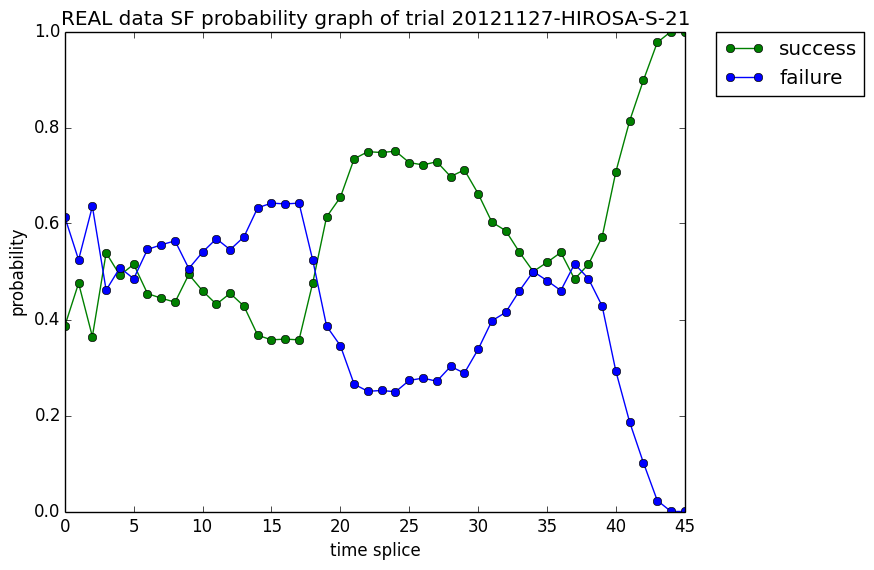 REAL data SF probability graph of trial 20121127-HIROSA-S-21
success
failure
1.0
0.8
0.6
0.4
0.2
0.0
probability
0 5 10 15 20 25 30 35 40 45
time splice